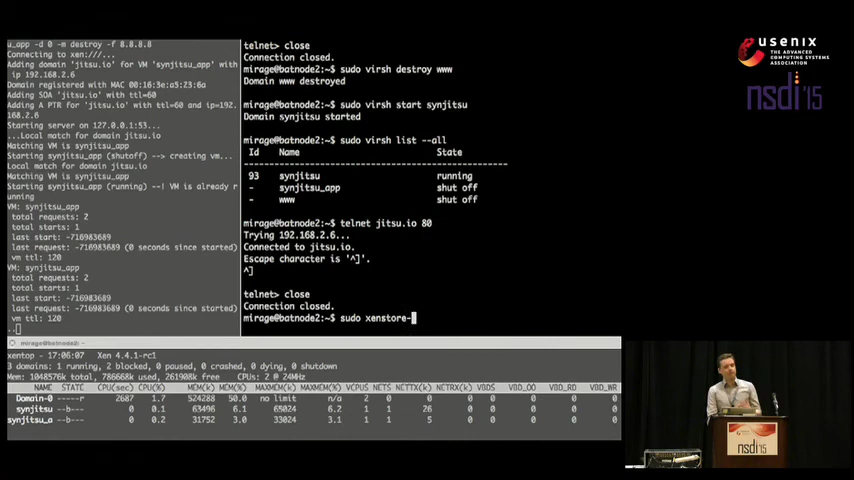 u_app -d 0 -m destroy -f 8.8.8.8
Connecting to xen:///...
Adding domain 'jitsu.io' for VM 'synjitsu_app' with
ip 192.168.2.6
Domain registered with MAC 00:16:3e:a5:23:6a
Adding SOA 'jitsu.io' with ttl=60
Adding A PTR for 'jitsu.io' with ttl=60 and ip=192.
168.2.6
Starting server on 127.0.0.1:53...
...Local match for domain jitsu.io
Matching VM is synjitsu_app
Starting synjitsu_app (shutoff) --> creating vm...
Local match for domain jitsu.io
Matching VM is synjitsu_app
Starting synjitsu_app (running) --! VM is already r
unning
VM: synjitsu_app
total requests: 2
total starts: 1
last start: -716983689
last request: -716983689 (0 seconds since started)
vm ttl: 120
VM: synjitsu_app
total requests: 2
total starts: 1
last start: -716983689
last request: -716983689 (0 seconds since started)
vm ttl: 120
..
telnet> close
Connection closed.
mirage@batnode2:~$ sudo virsh destroy www
Domain www destroyed
mirage@batnode2:~$ sudo virsh start synjitsu
Domain synjitsu started
mirage@batnode2:~$ sudo virsh list --all
Id Name State
----------------------------------------------------
93 synjitsu running
- synjitsu_app shut off
- www shut off
mirage@batnode2:~$ telnet jitsu.io 80
Trying 192.168.2.6...
Connected to jitsu.io.
Escape character is '^]'.
^]
telnet> close
Connection closed.
mirage@batnode2:~$ sudo xenstore-
mirage@batnode2: ~
xentop - 17:06:07 Xen 4.4.1-rc1
3 domains: 1 running, 2 blocked, 0 paused, 0 crashed, 0 dying, 0 shutdown
Mem: 1048576k total, 786668k used, 261908k free CPUs: 2 @ 24MHz
NAME STATE CPU(sec) CPU(%) MEM(k) MEM(%) MAXMEM(k) MAXMEM(%) VCPUS NETS NETTX(k) NETRX(k) VBDS VBD_OO VBD_RD VBD_WR
Domain-0 -----r 2687 1.7 524288 50.0 no limit n/a 2 0 0 0 0 0 0 0
synjitsu --b--- 0 0.1 63496 6.1 65024 6.2 1 1 26 0 0 0 0 0
synjitsu_a --b--- 0 0.2 31752 3.0 33024 3.1 1 1 5 0 0 0 0 0
usenix
THE ADVANCED
COMPUTING SYSTEMS
ASSOCIATION
nsdi '15
usenix
nsdi '15